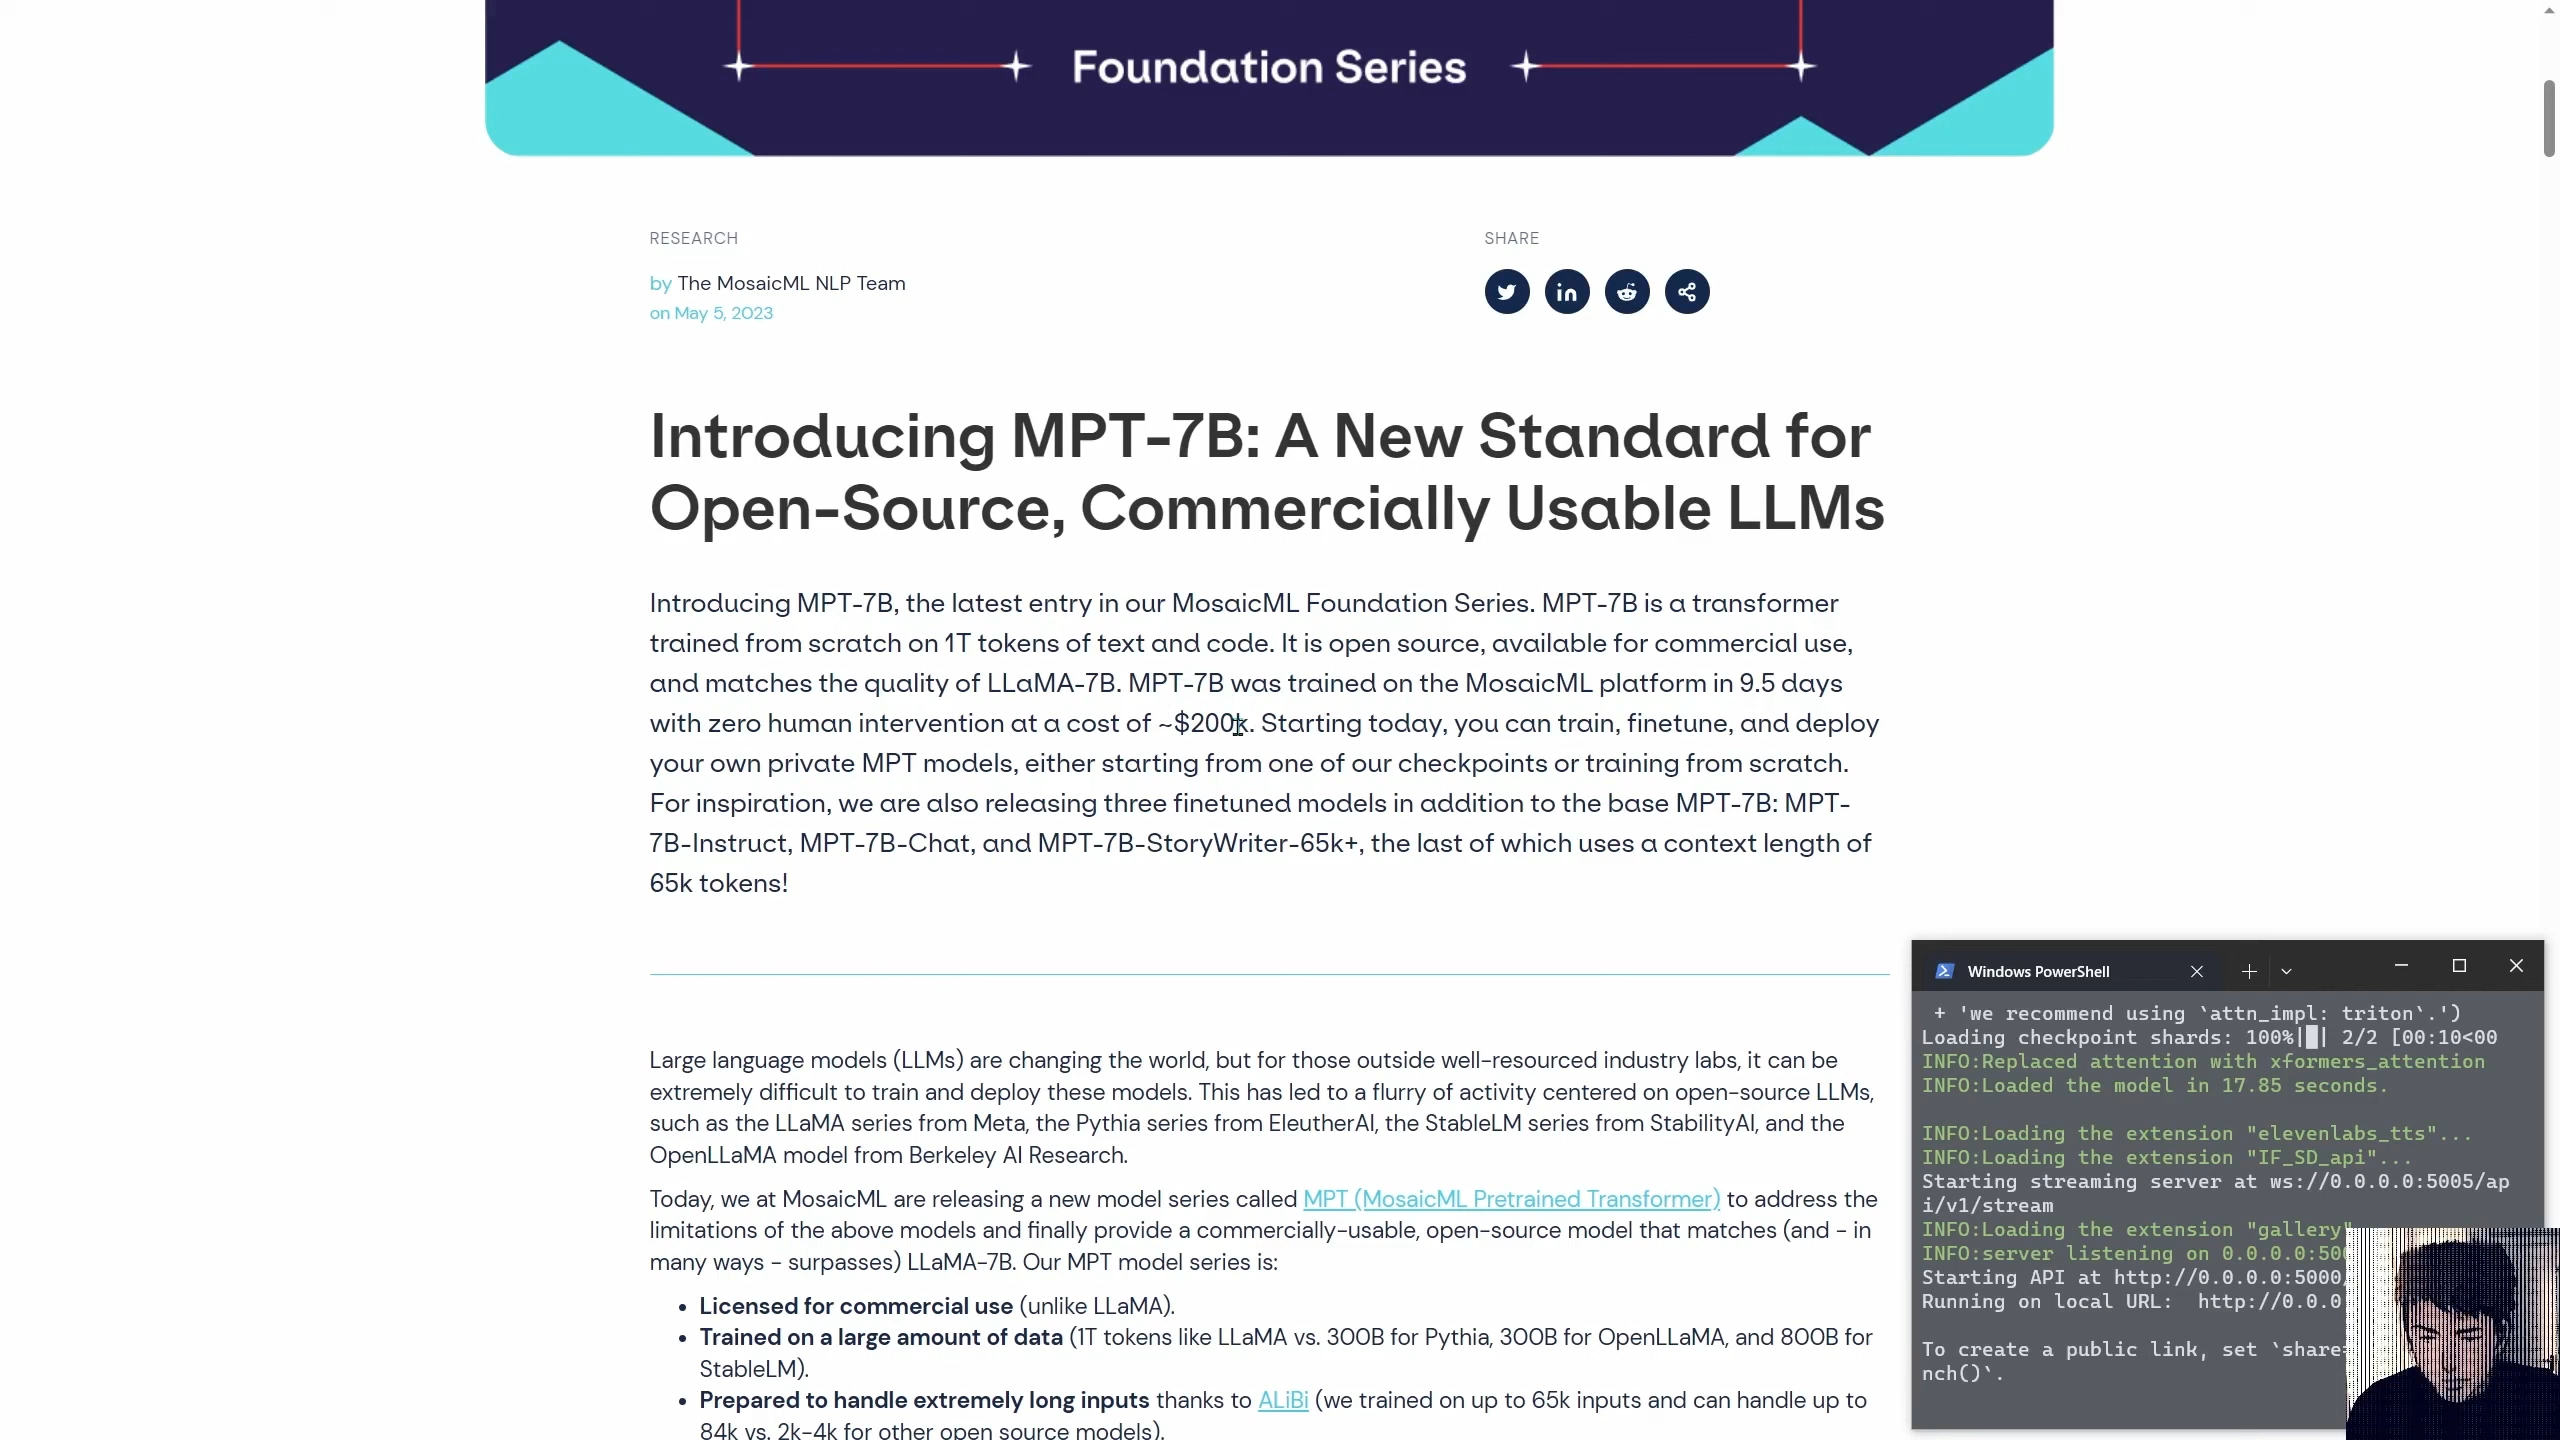 Foundation Series
RESEARCH
SHARE
by The MosaicML NLP Team
on May 5, 2023
Introducing MPT-7B: A New Standard for
Open-Source, Commercially Usable LLMs
Introducing MPT-7B, the latest entry in our MosaicML Foundation Series. MPT-7B is a transformer
trained from scratch on 1T tokens of text and code. It is open source, available for commercial use,
and matches the quality of LLaMA-7B. MPT-7B was trained on the MosaicML platform in 9.5 days
with zero human intervention at a cost of ~$200k. Starting today, you can train, finetune, and deploy
your own private MPT models, either starting from one of our checkpoints or training from scratch.
For inspiration, we are also releasing three finetuned models in addition to the base MPT-7B: MPT-
7B-Instruct, MPT-7B-Chat, and MPT-7B-StoryWriter-65k+, the last of which uses a context length of
65k tokens!
Large language models (LLMs) are changing the world, but for those outside well-resourced industry labs, it can be
extremely difficult to train and deploy these models. This has led to a flurry of activity centered on open-source LLMs,
such as the LLaMA series from Meta, the Pythia series from EleutherAI, the StableLM series from StabilityAI, and the
OpenLLaMA model from Berkeley AI Research.
Today, we at MosaicML are releasing a new model series called MPT (MosaicML Pretrained Transformer) to address the
limitations of the above models and finally provide a commercially-usable, open-source model that matches (and - in
many ways - surpasses) LLaMA-7B. Our MPT model series is:
• Licensed for commercial use (unlike LLaMA).
• Trained on a large amount of data (1T tokens like LLaMA vs. 300B for Pythia, 300B for OpenLLaMA, and 800B for
StableLM).
• Prepared to handle extremely long inputs thanks to ALiBi (we trained on up to 65k inputs and can handle up to
84k vs. 2k-4k for other open source models).
Windows PowerShell
+ 'we recommend using `attn_impl: triton`.')
Loading checkpoint shards: 100%|█| 2/2 [00:10<00
INFO:Replaced attention with xformers_attention
INFO:Loaded the model in 17.85 seconds.
INFO:Loading the extension "elevenlabs_tts"...
INFO:Loading the extension "IF_SD_api"...
Starting streaming server at ws://0.0.0.0:5005/ap
i/v1/stream
INFO:Loading the extension "gallery"
INFO:server listening on 0.0.0.0:500
Starting API at http://0.0.0.0:5000/
Running on local URL:  http://0.0.0
To create a public link, set `share=
nch()`.